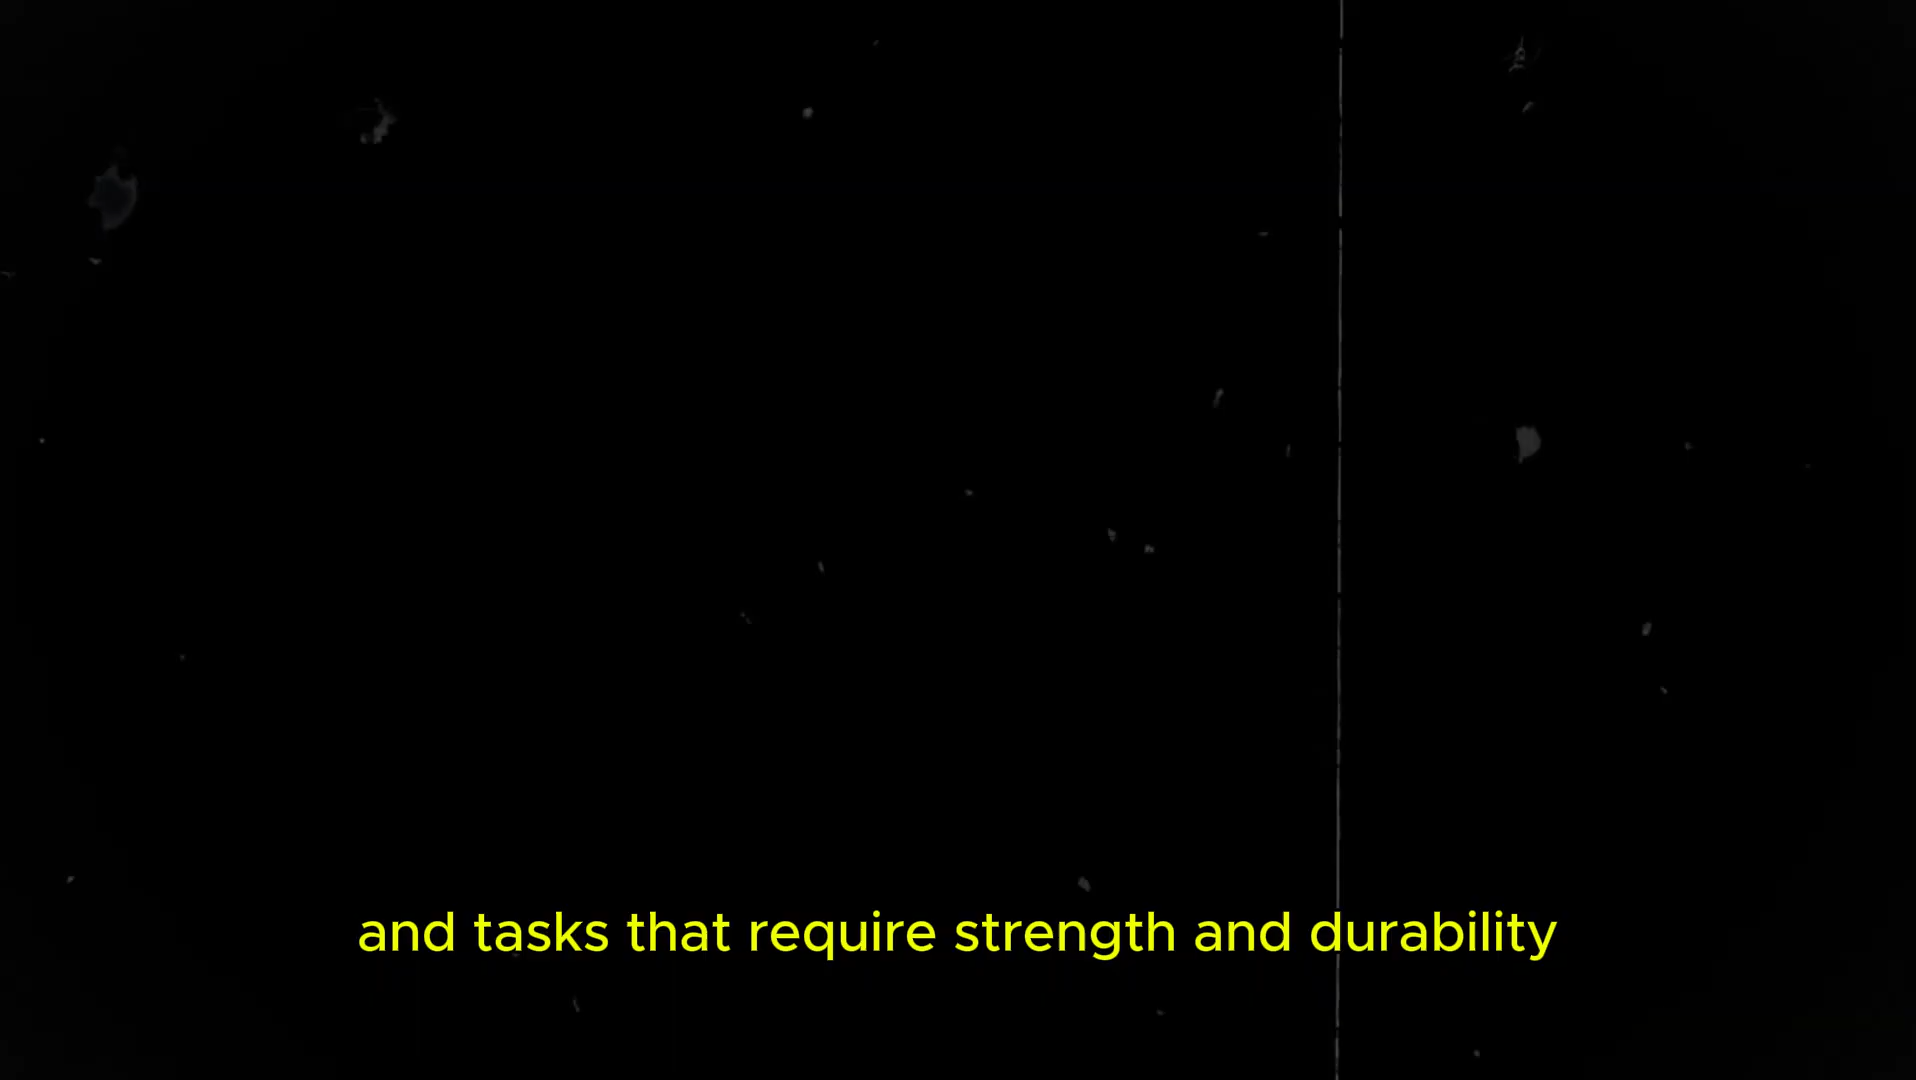 and tasks that require strength and durability